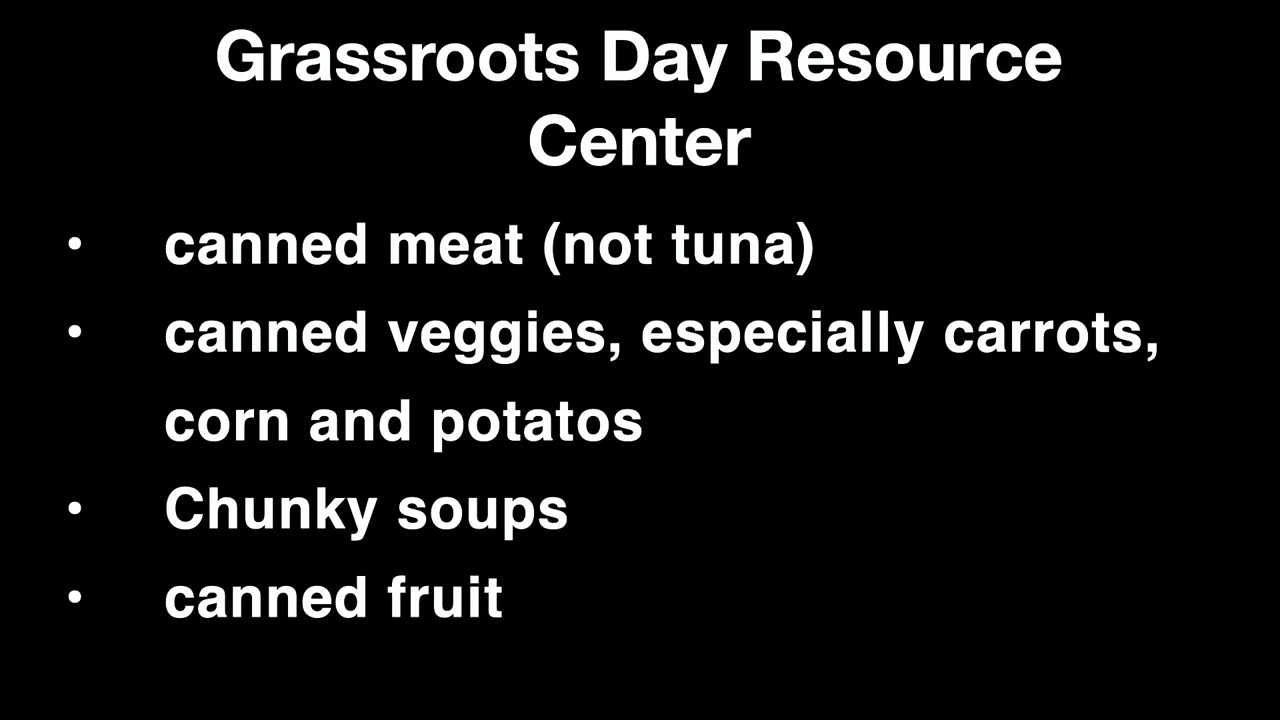 Grassroots Day Resource
Center
• canned meat (not tuna)
• canned veggies, especially carrots,
corn and potatos
• Chunky soups
• canned fruit